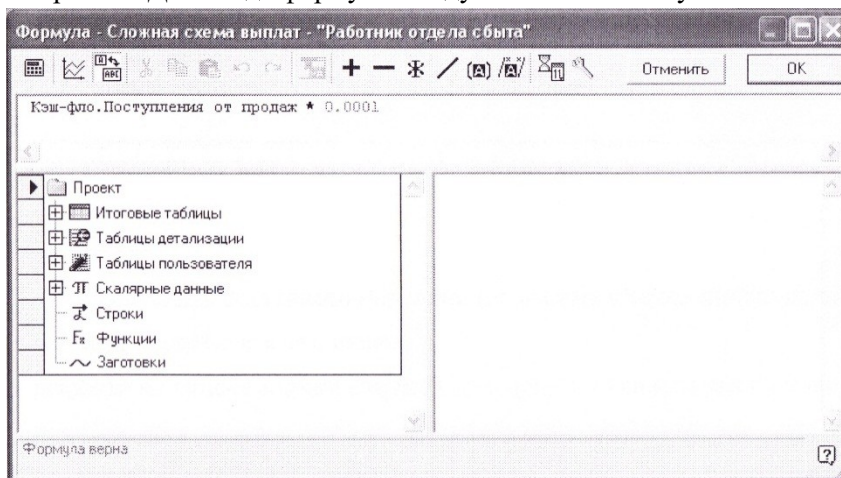 Формула - Сложная схема выплат - "Работник отдела сбыта"
Отменить
OK
Кэш-фло.Поступления от продаж * 0.0001
Проект
Итоговые таблицы
Таблицы детализации
Таблицы пользователя
Скалярные данные
Строки
Функции
Заготовки
Формула верна